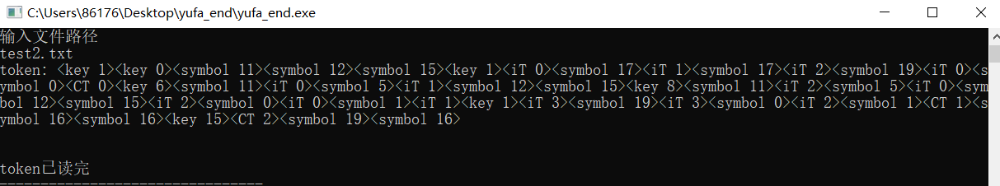 C:\Users\86176\Desktop\yufa_end\yufa_end.exe
输入文件路径
test2.txt
token: <key 1><key 0><symbol 11><symbol 12><symbol 15><key 1><iT 0><symbol 17><iT 1><symbol 17><iT 2><symbol 19><iT 0><s
ymbol 0><CT 0><key 6><symbol 11><iT 0><symbol 5><iT 1><symbol 12><symbol 15><key 8><symbol 11><iT 2><symbol 5><iT 0><sym
bol 12><symbol 15><iT 2><symbol 0><iT 0><symbol 1><iT 1><key 1><iT 3><symbol 19><iT 3><symbol 0><iT 2><symbol 1><CT 1><s
ymbol 16><symbol 16><key 15><CT 2><symbol 19><symbol 16>
token已读完
--------------------------------